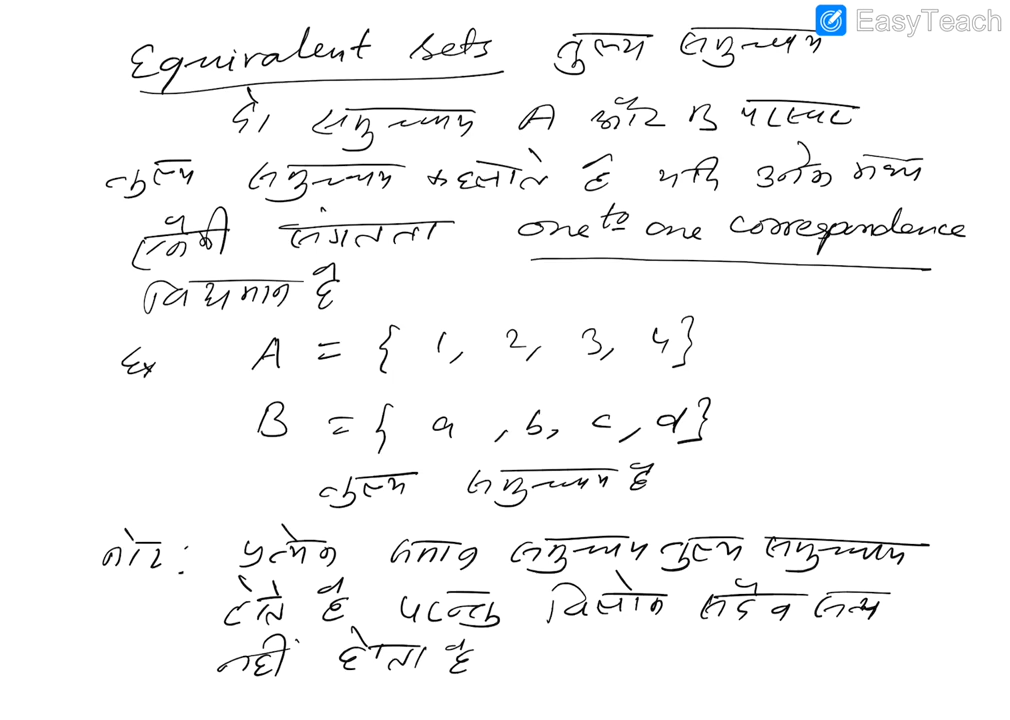 EasyTeach
Equivalent sets तुल्य समुच्चय
दो समुच्चय A और B परस्पर
तुल्य समुच्चय कहलाते है यदि उनके मध्य
एकैकी संगतता one to one correspondence
विधमान है
Ex A = { 1, 2, 3, 4}
B = { a , b, c, d}
तुल्य समुच्चय है
नोट : प्रत्येक समान समुच्चय तुल्य समुच्चय
होते है परन्तु विलोम सदैव सत्य
नहीं होता है